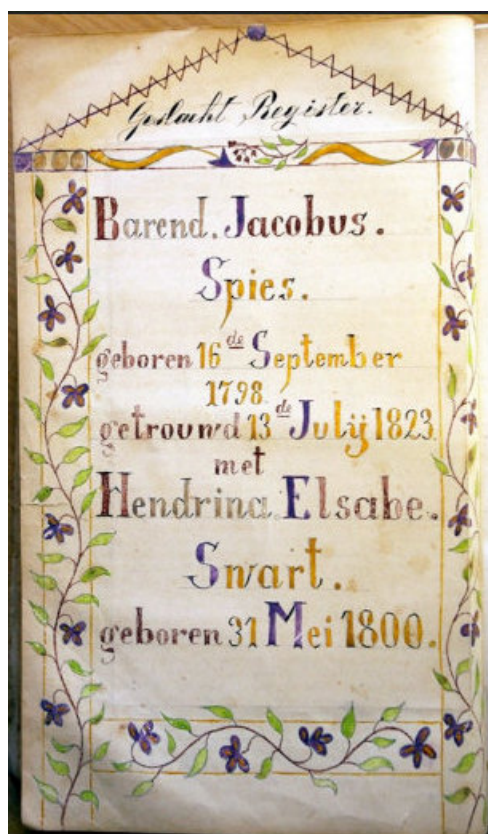 Geslacht Register.
Barend. Jacobus.
Spies.
geboren 16de September
1798
getrouwd 13de Julij 1823
met
Hendrina Elsabe.
Swart.
geboren 31 Mei 1800.